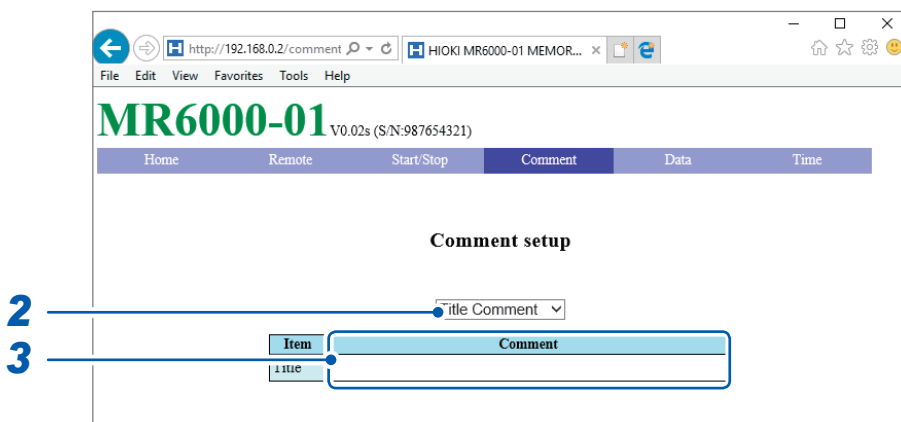 http://192.168.0.2/comment HIOKI MR6000-01 MEMOR...
File Edit View Favorites Tools Help
MR6000-01 V0.02s (S/N:987654321)
Home Remote Start/Stop Comment Data Time
Comment setup
2 Title Comment
Item Comment
3 Title